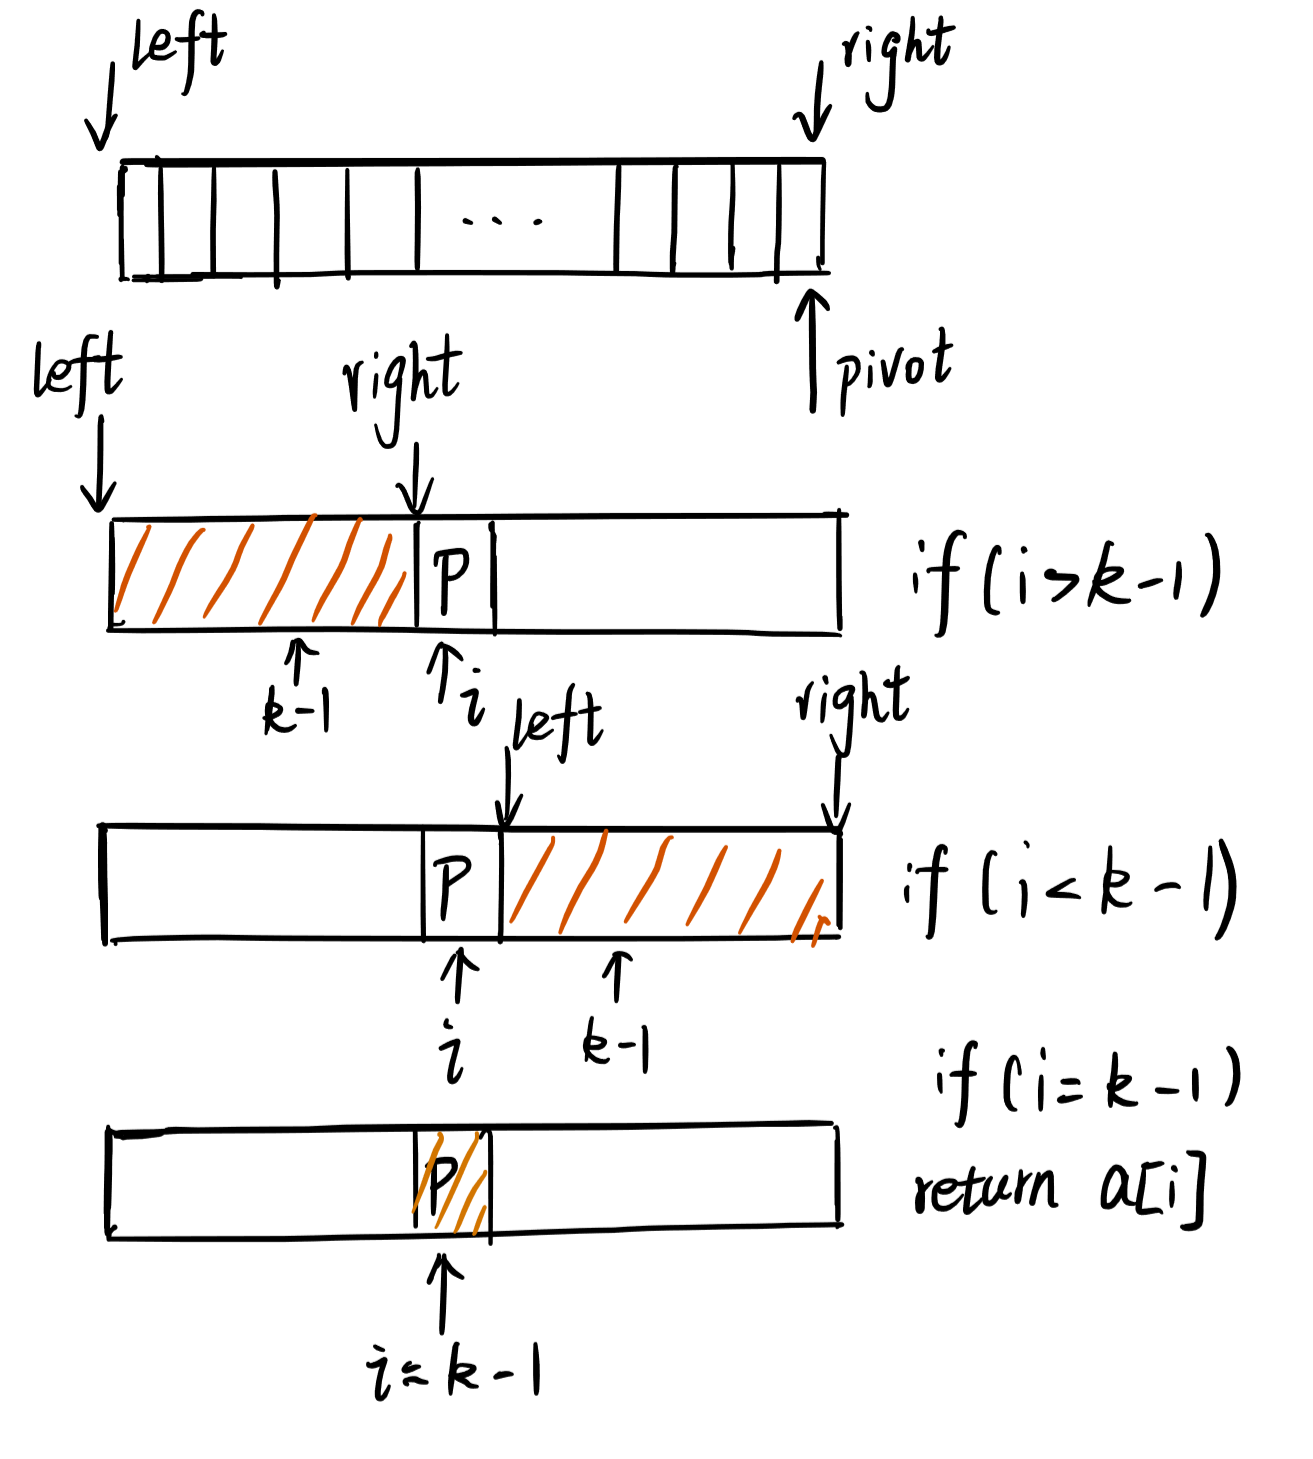 left
right
...
pivot
left
right
P
if (i>k-1)
k-1
i
left
right
P
if (i<k-1)
i
k-1
if (i=k-1)
P
return a[i]
i=k-1